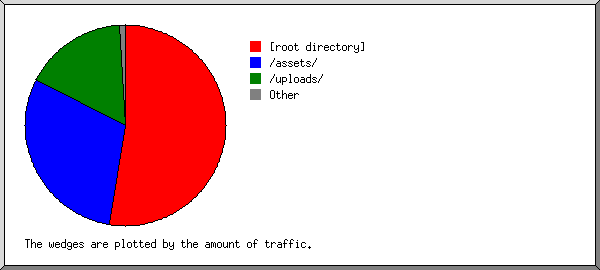 [root directory]
/assets/
/uploads/
Other
The wedges are plotted by the amount of traffic.